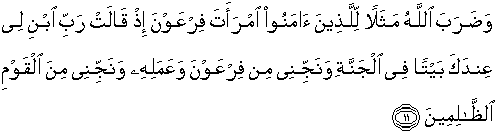 وَضَرَبَ ٱللَّهُ مَثَلًا لِّلَّذِينَ ءَامَنُوا۟ ٱمْرَأَتَ فِرْعَوْنَ إِذْ قَالَتْ رَبِّ ٱبْنِ لِى
عِندَكَ بَيْتًا فِى ٱلْجَنَّةِ وَنَجِّنِى مِن فِرْعَوْنَ وَعَمَلِهِۦ وَنَجِّنِى مِنَ ٱلْقَوْمِ
ٱلظَّـٰلِمِينَ ١١